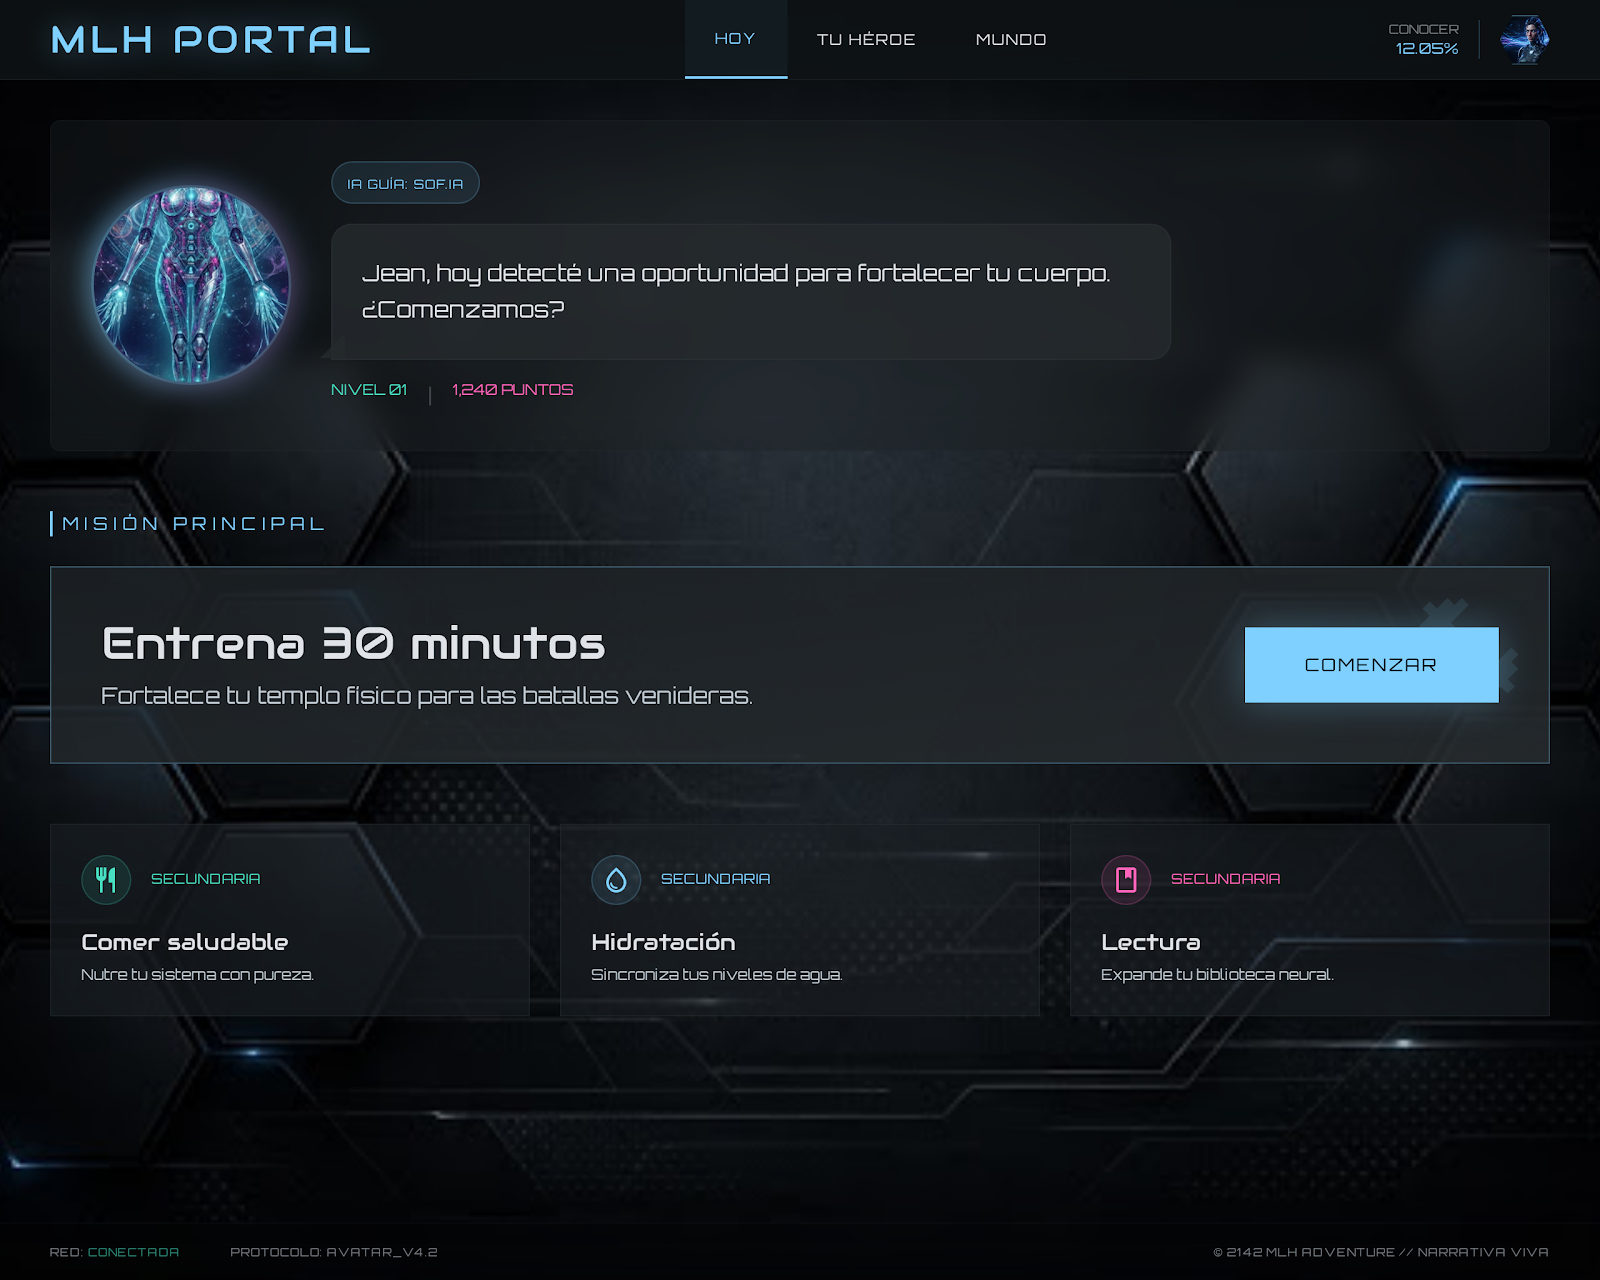 MLH PORTAL
HOY
TU HÉROE
MUNDO
CONOCER
12.05%
IA GUÍA: SOF.IA
Jean, hoy detecté una oportunidad para fortalecer tu cuerpo.
¿Comenzamos?
NIVEL 01
1,240 PUNTOS
MISIÓN PRINCIPAL
Entrena 30 minutos
Fortalece tu templo físico para las batallas venideras.
COMENZAR
SECUNDARIA
Comer saludable
Nutre tu sistema con pureza.
SECUNDARIA
Hidratación
Sincroniza tus niveles de agua.
SECUNDARIA
Lectura
Expande tu biblioteca neural.
RED: CONECTADA
PROTOCOLO: AVATAR_V4.2
© 2142 MLH ADVENTURE // NARRATIVA VIVA